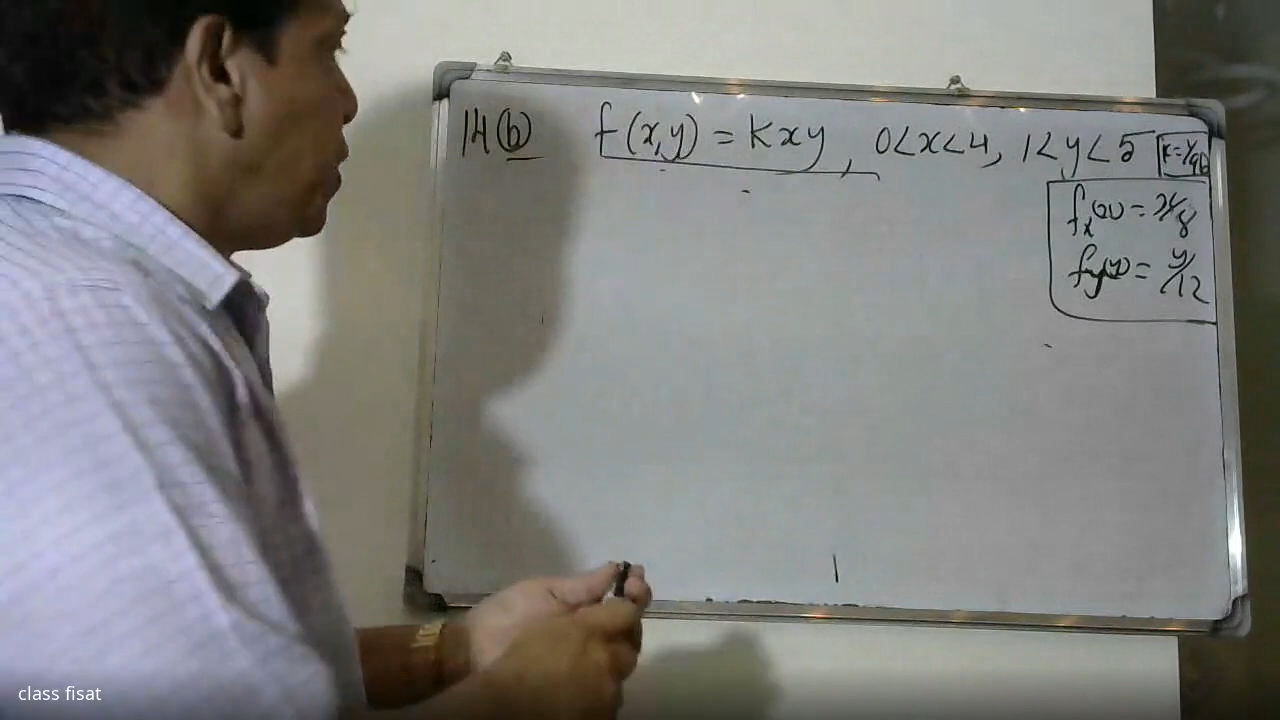 14 (b) f(x,y) = kxy, 0<x<4, 1<y<5 k=1/96
fx(x) = x/8
fy(y) = y/12
class fisat